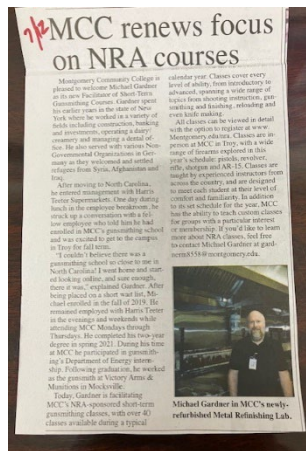 7/12
MCC renews focus
on NRA courses
Montgomery Community College is
pleased to welcome Michael Gardner
as its new Facilitator of Short-Term
Gunsmithing Courses. Gardner spent
his earlier years in the state of New
York where he worked in a variety of
fields including construction, banking
and investments, operating a dairy
creamery and managing a dental of-
fice. He also served with various Non-
Governmental Organizations in Ger-
many as they welcomed and settled
refugees from Syria, Afghanistan and
Iraq.
After moving to North Carolina,
he entered management with Harris
Teeter Supermarkets. One day during
lunch in the employee breakroom, he
struck up a conversation with a fel-
low employee who told him he had
enrolled in MCC's gunsmithing school
and was excited to get to the campus
in Troy for fall term.
"I couldn't believe there was a
gunsmithing school so close to me in
North Carolina! I went home and start-
ed looking online, and sure enough,
there it was," explained Gardner. After
being placed on a short wait list, Mi-
chael enrolled in the fall of 2019. He
remained employed with Harris Teeter
in the evenings and weekends while
attending MCC Mondays through
Thursdays. He completed his two-year
degree in spring 2021. During his time
at MCC he participated in gunsmith-
ing's Department of Energy intern-
ship. Following graduation, he worked
as the gunsmith at Victory Arms &
Munitions in Mocksville.
Today, Gardner is facilitating
MCC's NRA-sponsored short-term
gunsmithing classes, with over 40
classes available during a typical
calendar year. Classes cover every
level of ability, from introductory to
advanced, spanning a wide range of
topics from shooting instruction, gun-
smithing and finishing, reloading and
even knife making.
All classes can be viewed in detail
with the option to register at www.
Montgomery.edu/nra. Classes are in-
person at MCC in Troy, with a wide
range of firearms explored in this
year's schedule: pistols, revolver,
rifle, shotgun and AR-15. Classes are
taught by experienced instructors from
across the country, and are designed
to meet each student at their level of
comfort and familiarity. In addition
to its set schedule for the year, MCC
has the ability to teach custom classes
for groups with a particular interest
or membership. If you'd like to learn
more about NRA classes, feel free
to contact Michael Gardner at gard-
@montgomery.edu.
Michael Gardner in MCC's newly-
refurbished Metal Refinishing Lab.